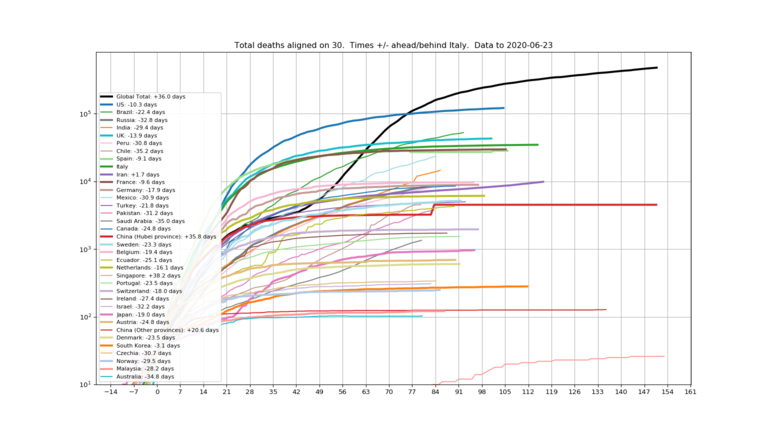 Total deaths aligned on 30.  Times +/- ahead/behind Italy.  Data to 2020-06-23
Global Total: +36.0 days
US: -10.3 days
Brazil: -22.4 days
Russia: -32.8 days
India: -29.4 days
UK: -13.9 days
Peru: -30.8 days
Chile: -35.2 days
Spain: -9.1 days
Italy
Iran: +1.7 days
France: -9.6 days
Germany: -17.9 days
Mexico: -30.9 days
Turkey: -21.8 days
Pakistan: -31.2 days
Saudi Arabia: -35.0 days
Canada: -24.8 days
China (Hubei province): +35.8 days
Sweden: -23.3 days
Belgium: -19.4 days
Ecuador: -25.1 days
Netherlands: -16.1 days
Singapore: +38.2 days
Portugal: -23.5 days
Switzerland: -18.0 days
Ireland: -27.4 days
Israel: -32.2 days
Japan: -19.0 days
Austria: -24.8 days
China (Other provinces): +20.6 days
Denmark: -23.5 days
South Korea: -3.1 days
Czechia: -30.7 days
Norway: -29.5 days
Malaysia: -28.2 days
Australia: -34.8 days
10⁵
10⁴
10³
10²
10¹
−14 −7 0 7 14 21 28 35 42 49 56 63 70 77 84 91 98 105 112 119 126 133 140 147 154 161